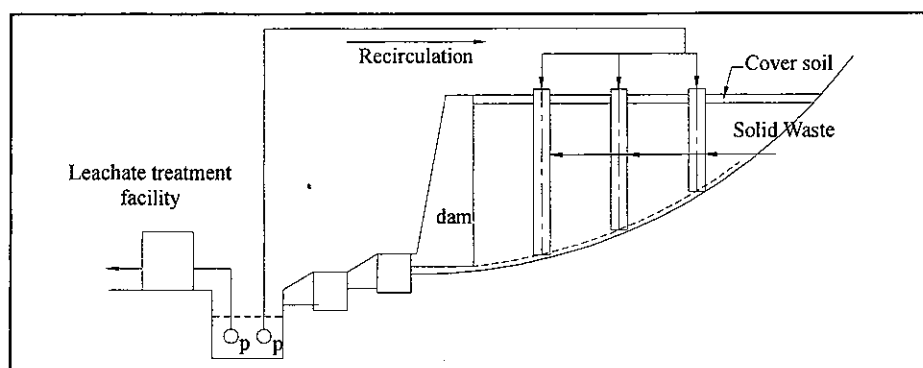 Recirculation
Cover soil
Solid Waste
Leachate treatment
facility
dam
p
p